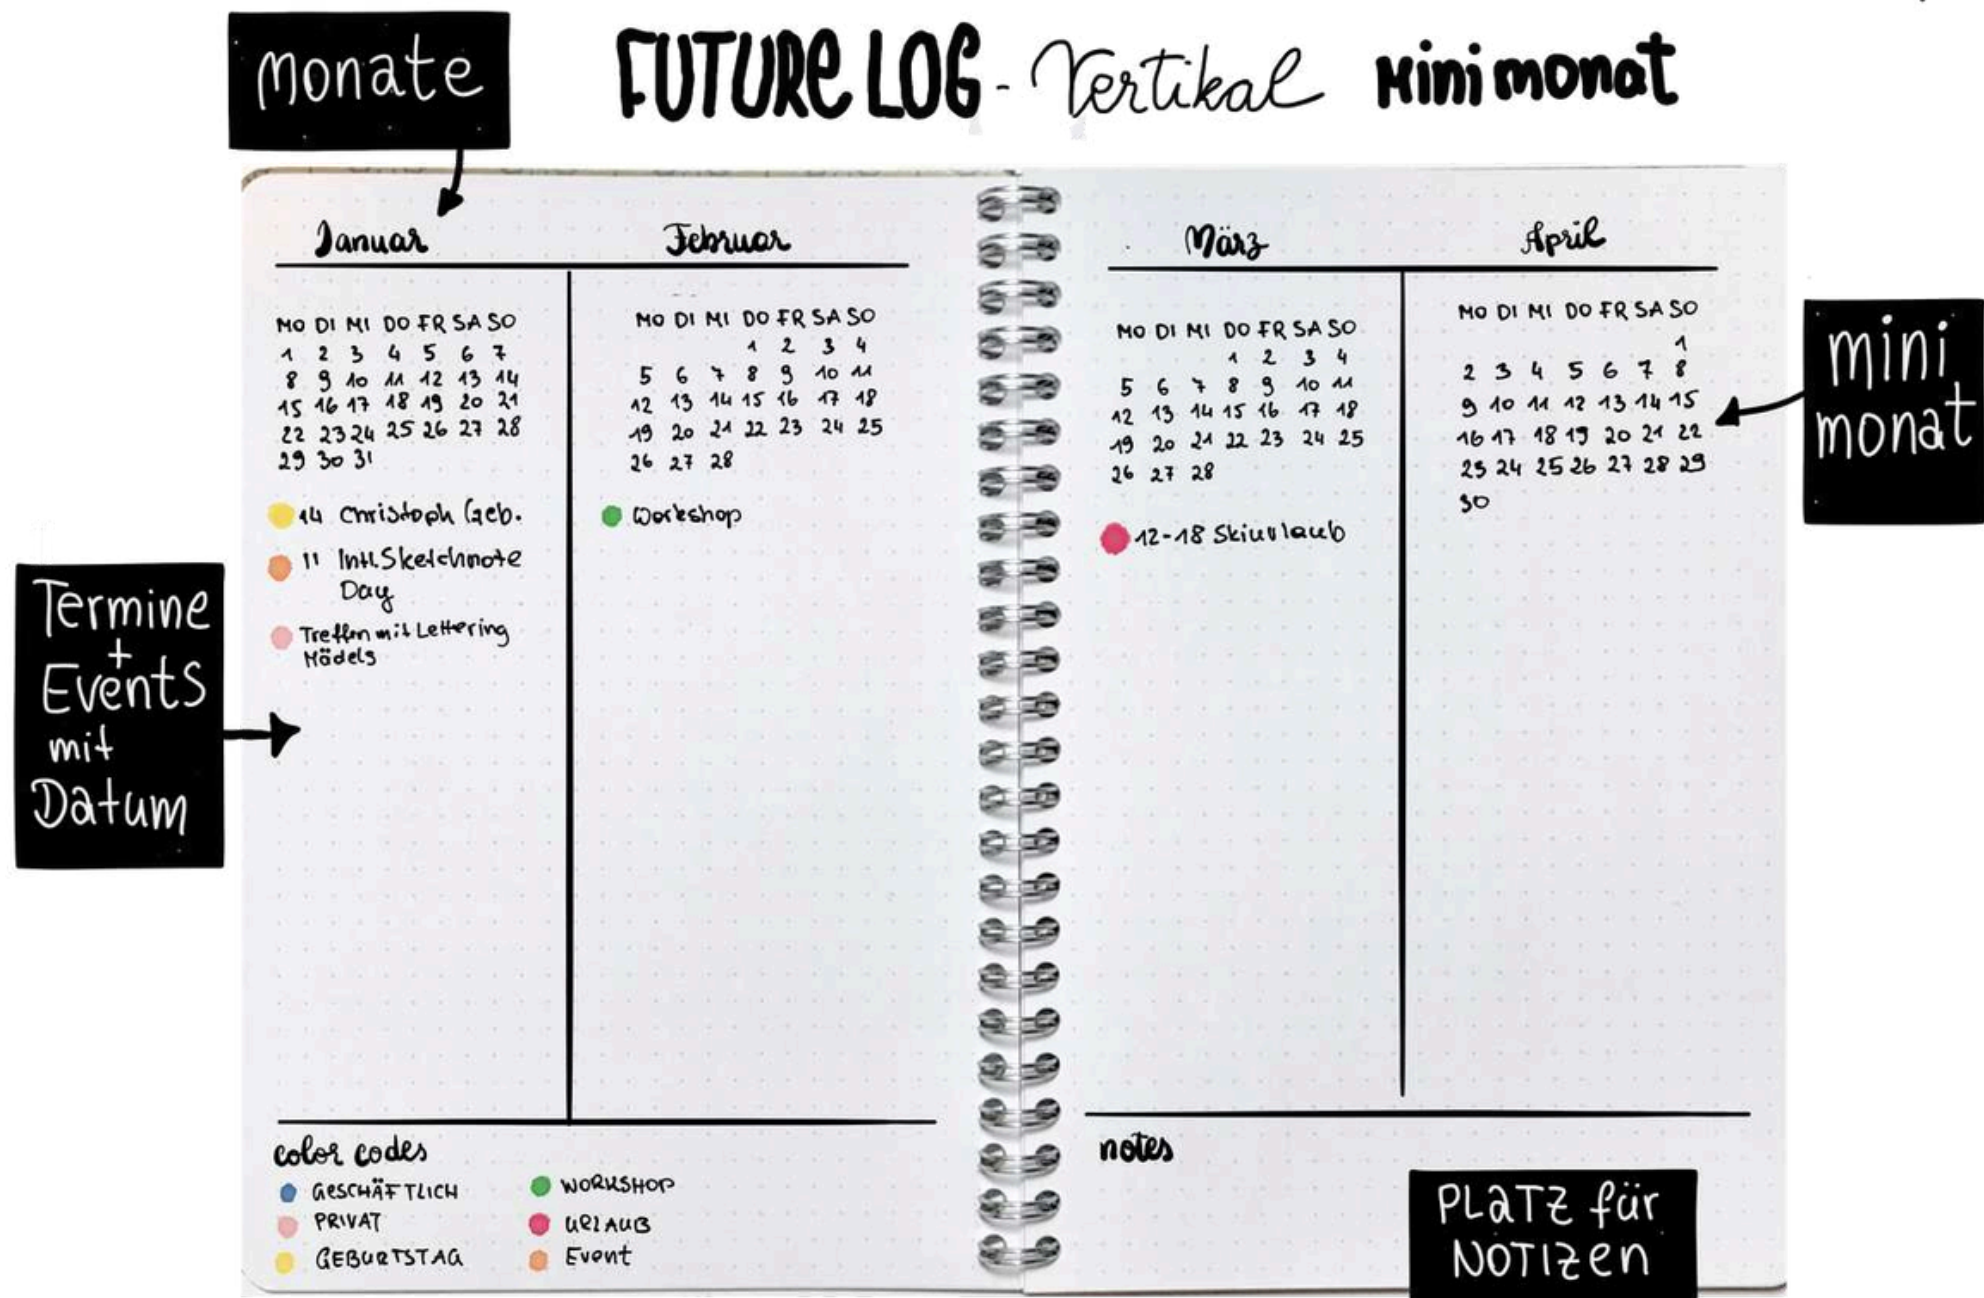 monate
FUTURE LOG - Vertikal Minimonat
Januar
MO DI MI DO FR SA SO
1 2 3 4 5 6 7
8 9 10 11 12 13 14
15 16 17 18 19 20 21
22 23 24 25 26 27 28
29 30 31
14 Christoph Geb.
11 Intl. Sketchnote
Day
Treffen mit Lettering
Mädels
Februar
MO DI MI DO FR SA SO
1 2 3 4
5 6 7 8 9 10 11
12 13 14 15 16 17 18
19 20 21 22 23 24 25
26 27 28
Workshop
März
MO DI MI DO FR SA SO
1 2 3 4
5 6 7 8 9 10 11
12 13 14 15 16 17 18
19 20 21 22 23 24 25
26 27 28
12-18 Skiurlaub
April
MO DI MI DO FR SA SO
1
2 3 4 5 6 7 8
9 10 11 12 13 14 15
16 17 18 19 20 21 22
23 24 25 26 27 28 29
30
mini
monat
Termine
+
Events
mit
Datum
color codes
GESCHÄFTLICH
PRIVAT
GEBURTSTAG
WORKSHOP
URLAUB
Event
notes
PLATZ für
NOTIZEN